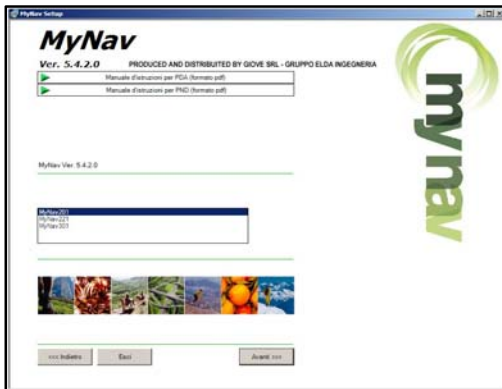 MyNav Setup
MyNav
Ver. 5.4.2.0 PRODUCED AND DISTRIBUITED BY GIOVE SRL - GRUPPO ELDA INGEGNERIA
Manuale d'istruzioni per PDA (formato pdf)
Manuale d'istruzioni per PND (formato pdf)
mynav
MyNav Ver. 5.4.2.0
MyNav201
MyNav221
MyNav301
<<< Indietro Esci Avanti >>>